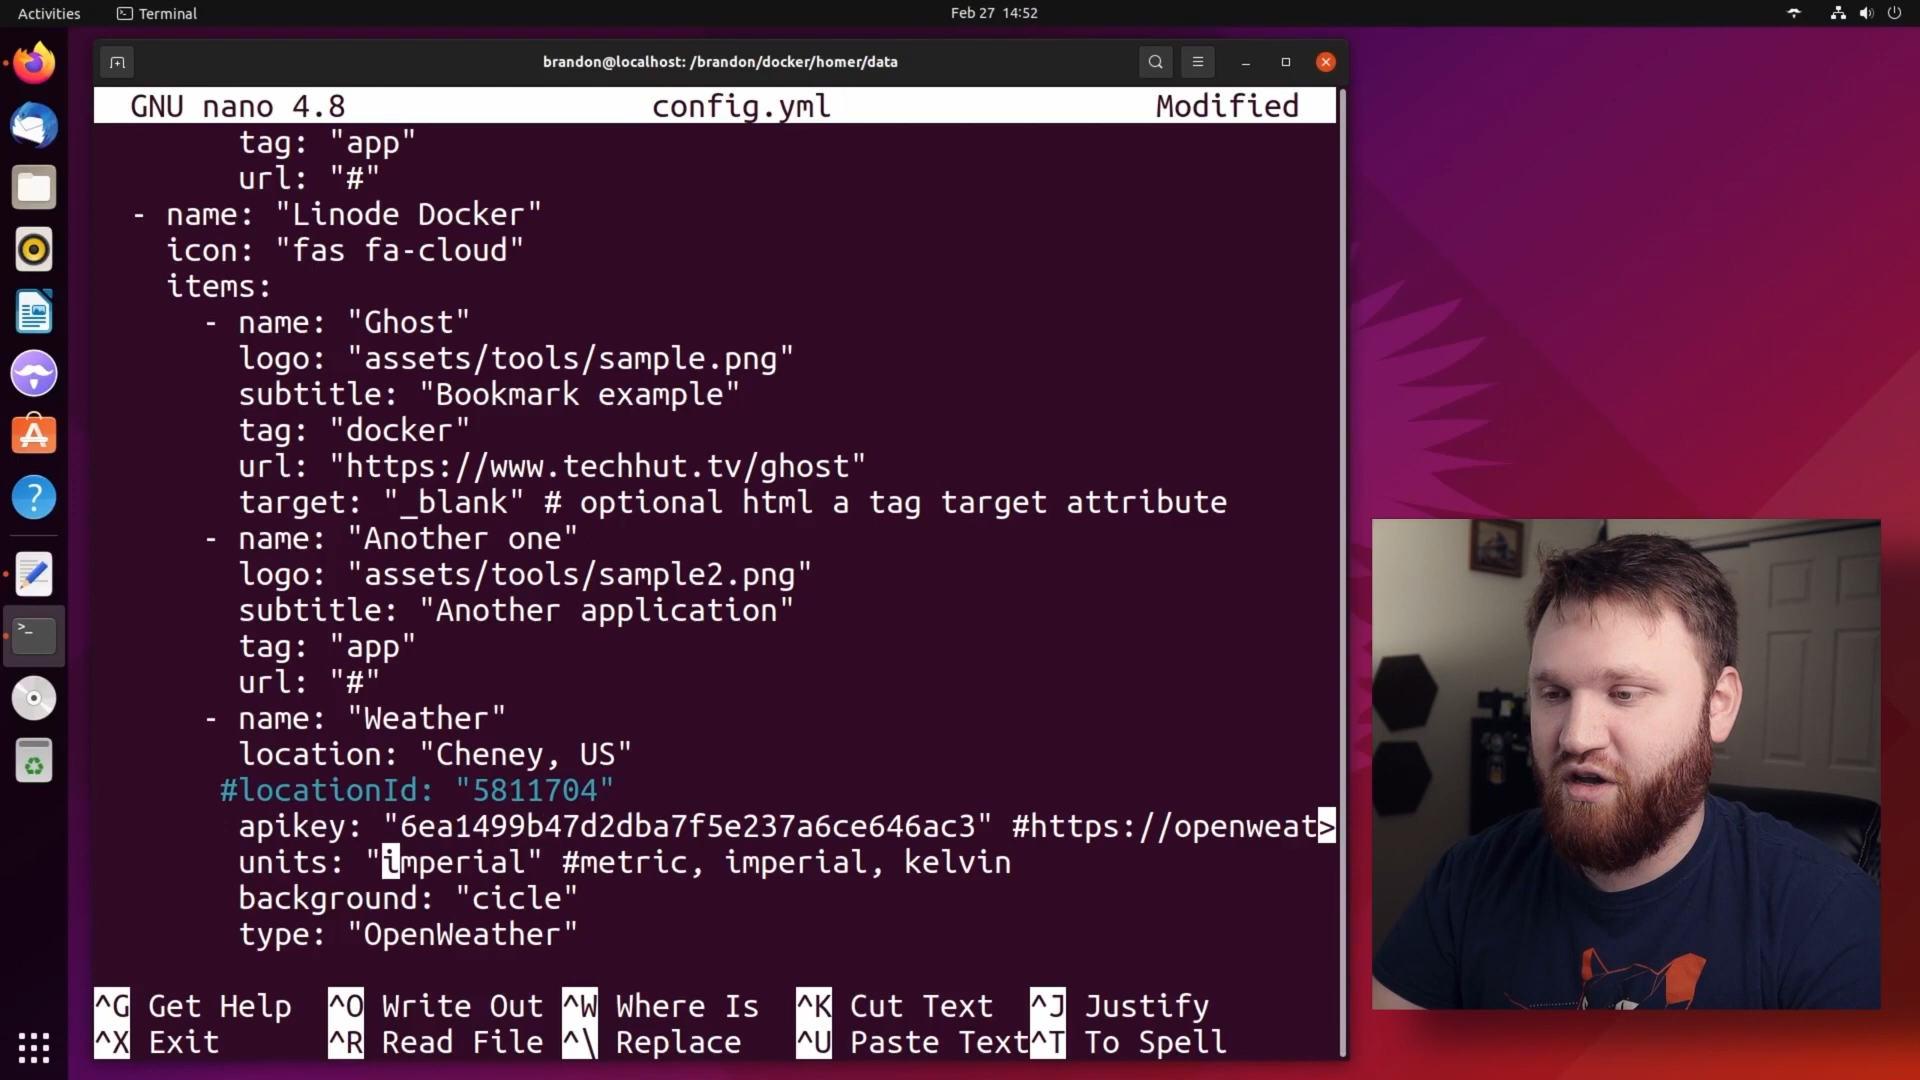 Activities
Terminal
Feb 27 14:52
brandon@localhost: /brandon/docker/homer/data
GNU nano 4.8 config.yml Modified
tag: "app"
url: "#"
- name: "Linode Docker"
icon: "fas fa-cloud"
items:
- name: "Ghost"
logo: "assets/tools/sample.png"
subtitle: "Bookmark example"
tag: "docker"
url: "https://www.techhut.tv/ghost"
target: "_blank" # optional html a tag target attribute
- name: "Another one"
logo: "assets/tools/sample2.png"
subtitle: "Another application"
tag: "app"
url: "#"
- name: "Weather"
location: "Cheney, US"
#locationId: "5811704"
apikey: "6ea1499b47d2dba7f5e237a6ce646ac3" #https://openweat>
units: "imperial" #metric, imperial, kelvin
background: "cicle"
type: "OpenWeather"
^G Get Help ^O Write Out ^W Where Is ^K Cut Text ^J Justify
^X Exit ^R Read File ^\ Replace ^U Paste Text ^T To Spell